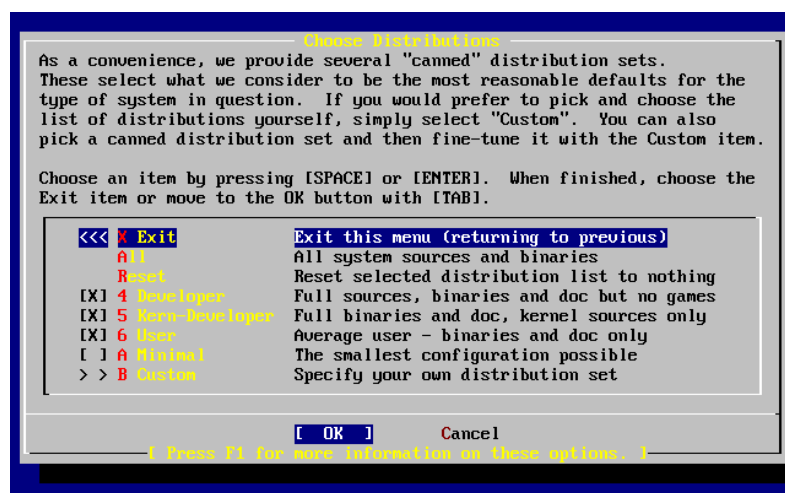 Choose Distributions
As a convenience, we provide several "canned" distribution sets.
These select what we consider to be the most reasonable defaults for the
type of system in question.  If you would prefer to pick and choose the
list of distributions yourself, simply select "Custom".  You can also
pick a canned distribution set and then fine-tune it with the Custom item.
Choose an item by pressing [SPACE] or [ENTER].  When finished, choose the
Exit item or move to the OK button with [TAB].
<<< X Exit Exit this menu (returning to previous)
All All system sources and binaries
Reset Reset selected distribution list to nothing
[X] 4 Developer Full sources, binaries and doc but no games
[X] 5 Kern-Developer Full binaries and doc, kernel sources only
[X] 6 User Average user - binaries and doc only
[ ] A Minimal The smallest configuration possible
> > B Custom Specify your own distribution set
[ OK ] Cancel
[ Press F1 for more information on these options. ]